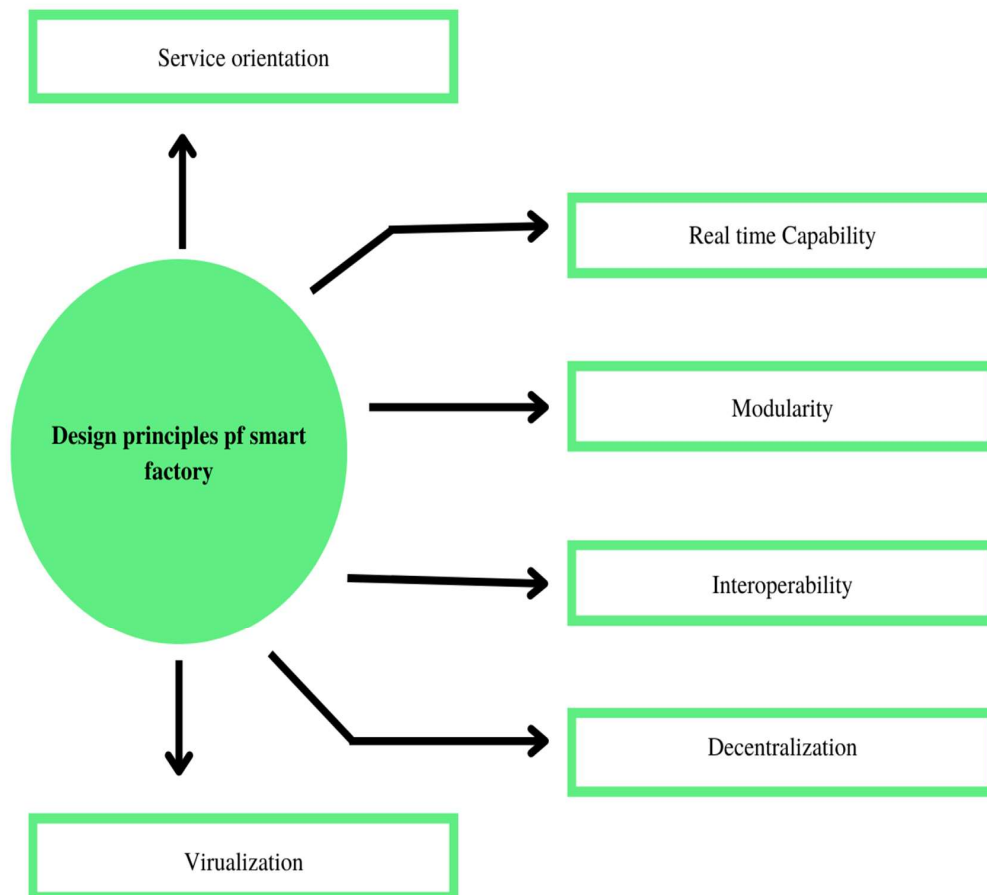 Service orientation
Real time Capability
Modularity
Design principles pf smart
factory
Interoperability
Decentralization
Virualization